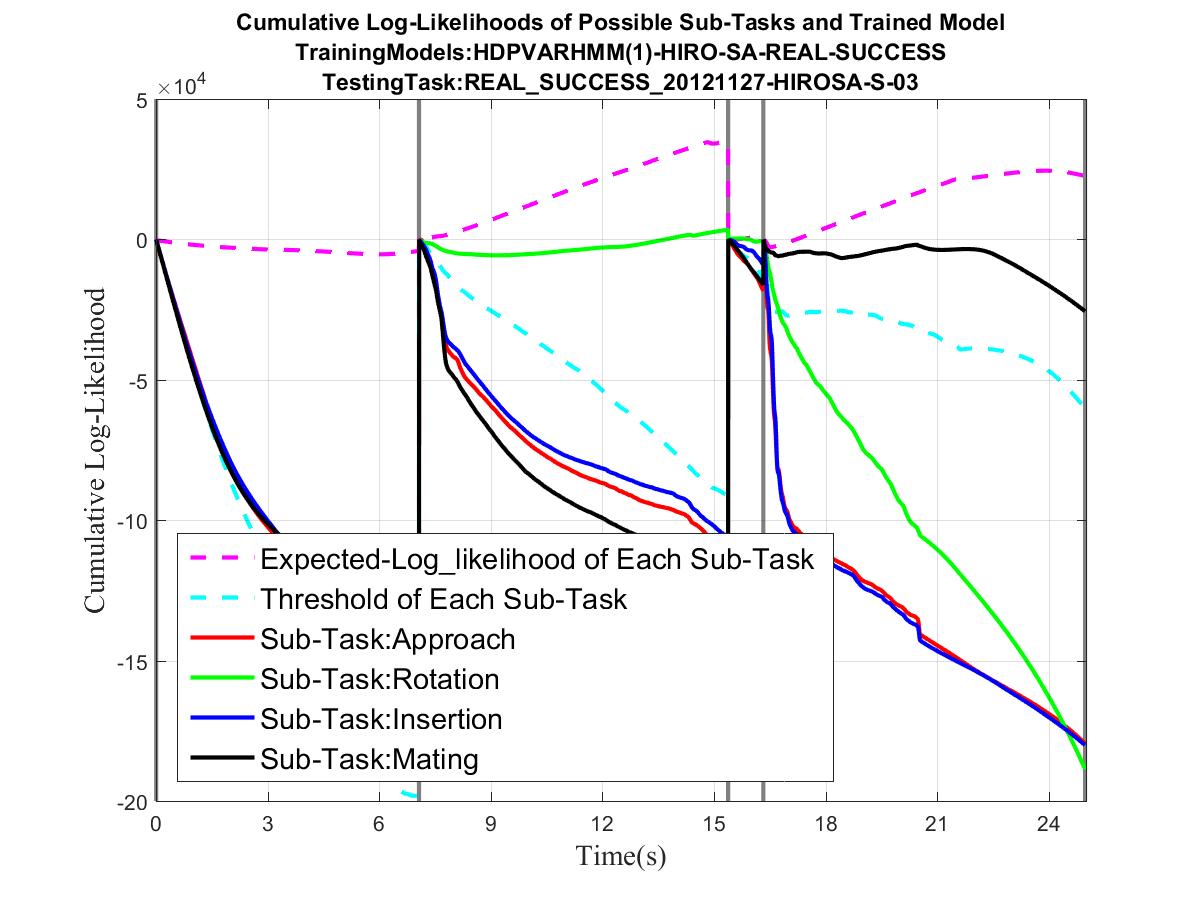 Cumulative Log-Likelihoods of Possible Sub-Tasks and Trained Model
TrainingModels:HDPVARHMM(1)-HIRO-SA-REAL-SUCCESS
TestingTask:REAL_SUCCESS_20121127-HIROSA-S-03
×10⁴
5
0
-5
-10
-15
-20
Cumulative Log-Likelihood
Expected-Log_likelihood of Each Sub-Task
Threshold of Each Sub-Task
Sub-Task:Approach
Sub-Task:Rotation
Sub-Task:Insertion
Sub-Task:Mating
0 3 6 9 12 15 18 21 24
Time(s)